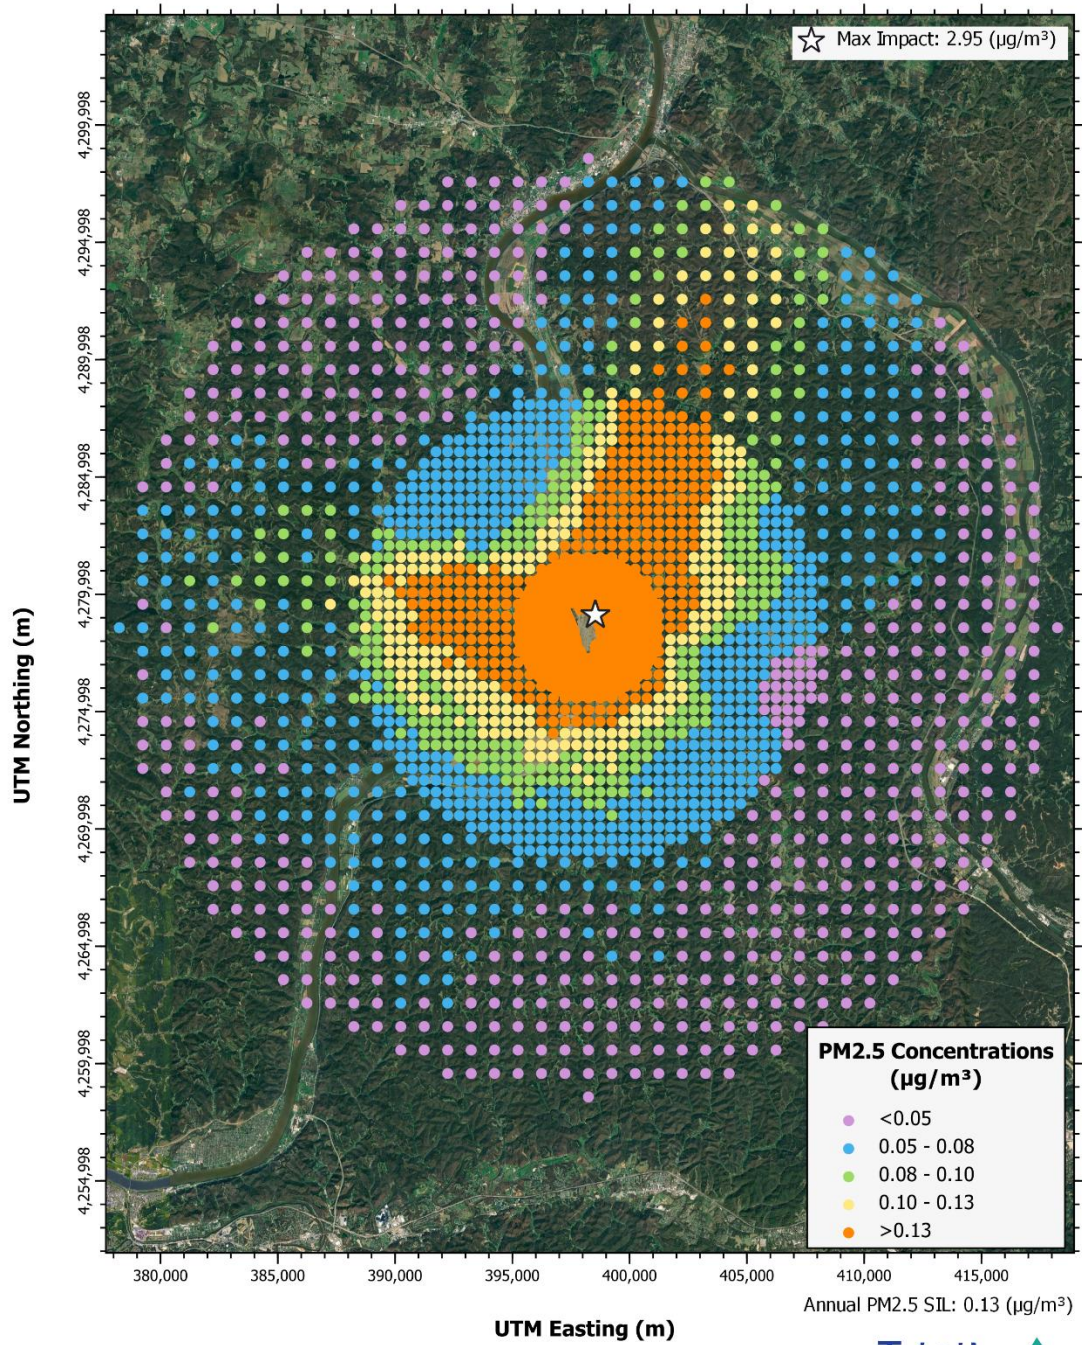 Max Impact: 2.95 (µg/m³)
4,299,998
4,294,998
4,289,998
4,284,998
4,279,998
4,274,998
4,269,998
4,264,998
4,259,998
4,254,998
UTM Northing (m)
PM2.5 Concentrations
(µg/m³)
<0.05
0.05 - 0.08
0.08 - 0.10
0.10 - 0.13
>0.13
380,000
385,000
390,000
395,000
400,000
405,000
410,000
415,000
Annual PM2.5 SIL: 0.13 (µg/m³)
UTM Easting (m)